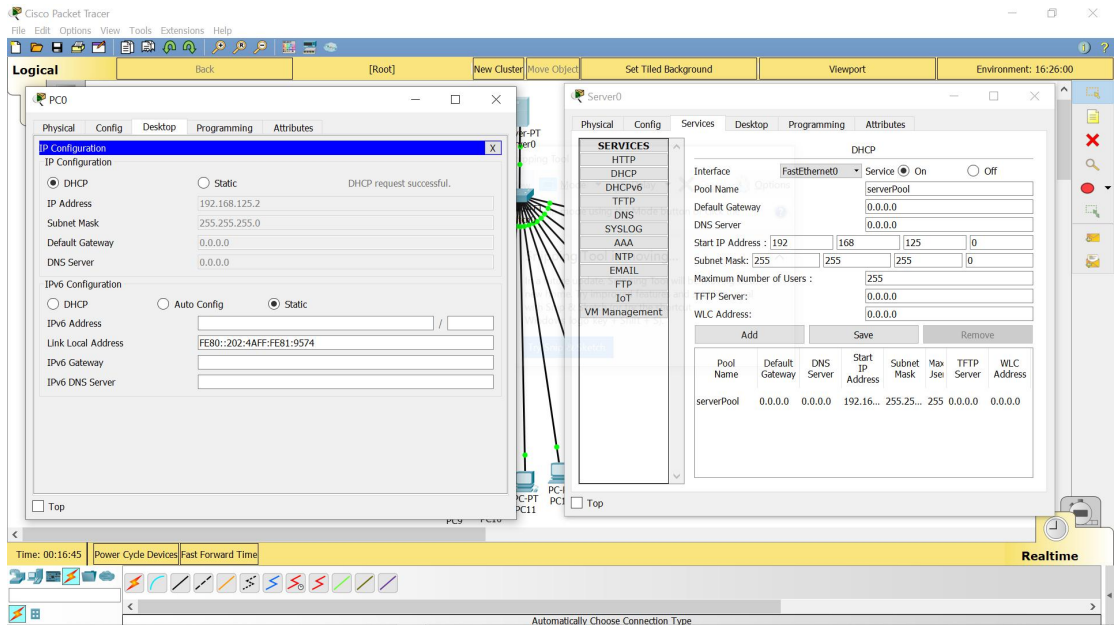 Cisco Packet Tracer
File Edit Options View Tools Extensions Help
Logical Back [Root] New Cluster Move Object Set Tiled Background Viewport Environment: 16:26:00
PC0
Physical Config Desktop Programming Attributes
IP Configuration X
IP Configuration
DHCP Static DHCP request successful.
IP Address 192.168.125.2
Subnet Mask 255.255.255.0
Default Gateway 0.0.0.0
DNS Server 0.0.0.0
IPv6 Configuration
DHCP Auto Config Static
IPv6 Address /
Link Local Address FE80::202:4AFF:FE81:9574
IPv6 Gateway
IPv6 DNS Server
Top
er-PT
er0
PC-PT
PC11
PC9
PC10
Server0
Physical Config Services Desktop Programming Attributes
SERVICES
HTTP
DHCP
DHCPv6
TFTP
DNS
SYSLOG
AAA
NTP
EMAIL
FTP
IoT
VM Management
DHCP
Interface FastEthernet0 Service On Off
Pool Name serverPool
Default Gateway 0.0.0.0
DNS Server 0.0.0.0
Start IP Address : 192 168 125 0
Subnet Mask: 255 255 255 0
Maximum Number of Users : 255
TFTP Server: 0.0.0.0
WLC Address: 0.0.0.0
Add Save Remove
Pool Name Default Gateway DNS Server Start IP Address Subnet Mask Max User TFTP Server WLC Address
serverPool 0.0.0.0 0.0.0.0 192.16... 255.25... 255 0.0.0.0 0.0.0.0
Top
Time: 00:16:45 Power Cycle Devices Fast Forward Time Realtime
Automatically Choose Connection Type